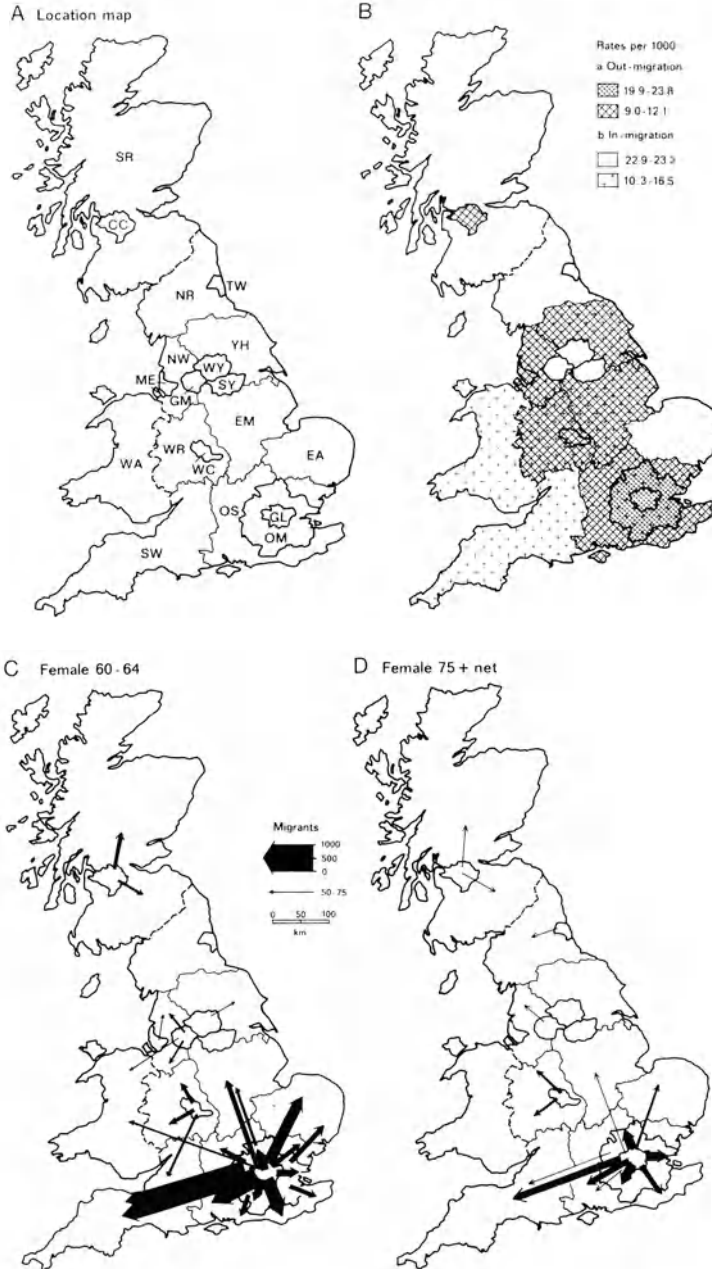 A Location map
SR
CC
TW
NR
YH
NW
WY
ME
SY
GM
EM
WR
EA
WA
WC
OS
GL
OM
SW
B
Rates per 1000
a Out-migration
19.9-23.8
9.0-12.1
b In-migration
22.9-23.3
10.3-16.5
C Female 60-64
Migrants
1000
500
0
50-75
0 50 100
km
D Female 75+ net